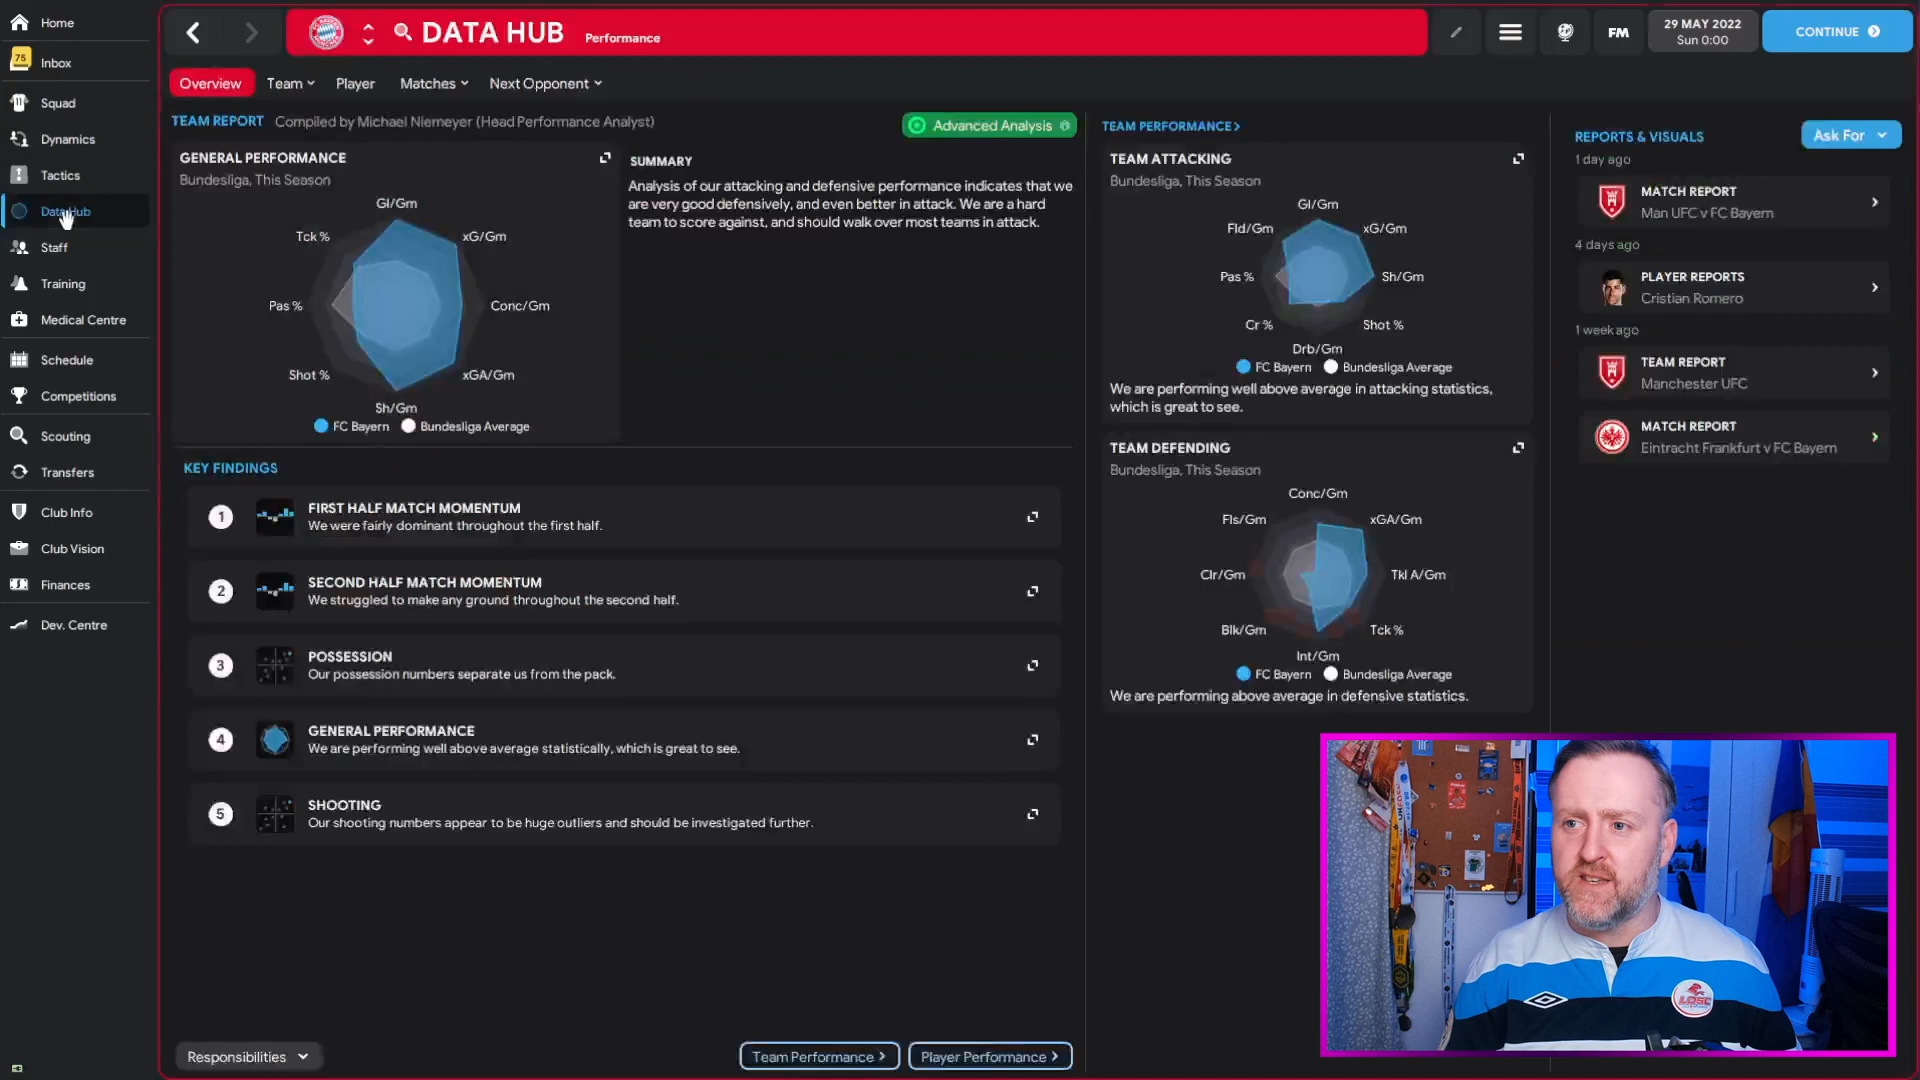 Home
75
Inbox
Squad
Dynamics
Tactics
Data Hub
Staff
Training
Medical Centre
Schedule
Competitions
Scouting
Transfers
Club Info
Club Vision
Finances
Dev. Centre
DATA HUB Performance
FM
29 MAY 2022
Sun 0:00
CONTINUE
Overview Team Player Matches Next Opponent
TEAM REPORT Compiled by Michael Niemeyer (Head Performance Analyst)
Advanced Analysis
GENERAL PERFORMANCE
Bundesliga, This Season
Gl/Gm
Tck % xG/Gm
Pas % Conc/Gm
Shot % xGA/Gm
Sh/Gm
FC Bayern Bundesliga Average
SUMMARY
Analysis of our attacking and defensive performance indicates that we
are very good defensively, and even better in attack. We are a hard
team to score against, and should walk over most teams in attack.
KEY FINDINGS
1 FIRST HALF MATCH MOMENTUM
We were fairly dominant throughout the first half.
2 SECOND HALF MATCH MOMENTUM
We struggled to make any ground throughout the second half.
3 POSSESSION
Our possession numbers separate us from the pack.
4 GENERAL PERFORMANCE
We are performing well above average statistically, which is great to see.
5 SHOOTING
Our shooting numbers appear to be huge outliers and should be investigated further.
Responsibilities
Team Performance >
Player Performance >
TEAM PERFORMANCE >
TEAM ATTACKING
Bundesliga, This Season
Gl/Gm
Fld/Gm xG/Gm
Pas % Sh/Gm
Cr % Shot %
Drb/Gm
FC Bayern Bundesliga Average
We are performing well above average in attacking statistics,
which is great to see.
TEAM DEFENDING
Bundesliga, This Season
Conc/Gm
Fls/Gm xGA/Gm
Clr/Gm Tkl A/Gm
Blk/Gm Tck %
Int/Gm
FC Bayern Bundesliga Average
We are performing above average in defensive statistics.
REPORTS & VISUALS
Ask For
1 day ago
MATCH REPORT
Man UFC v FC Bayern
4 days ago
PLAYER REPORTS
Cristian Romero
1 week ago
TEAM REPORT
Manchester UFC
MATCH REPORT
Eintracht Frankfurt v FC Bayern
LOSC